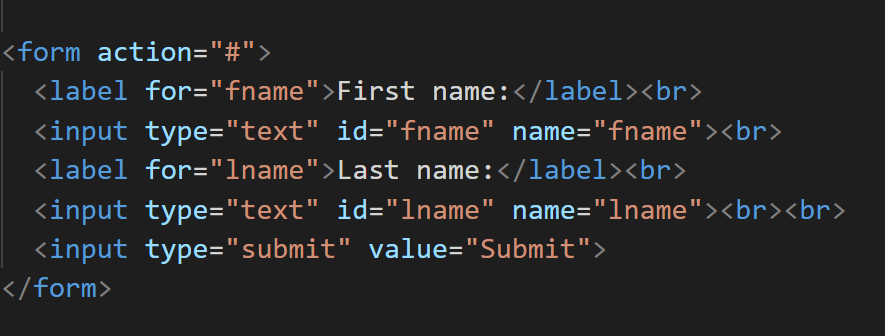 <form action="#">
<label for="fname">First name:</label><br>
<input type="text" id="fname" name="fname"><br>
<label for="lname">Last name:</label><br>
<input type="text" id="lname" name="lname"><br><br>
<input type="submit" value="Submit">
</form>